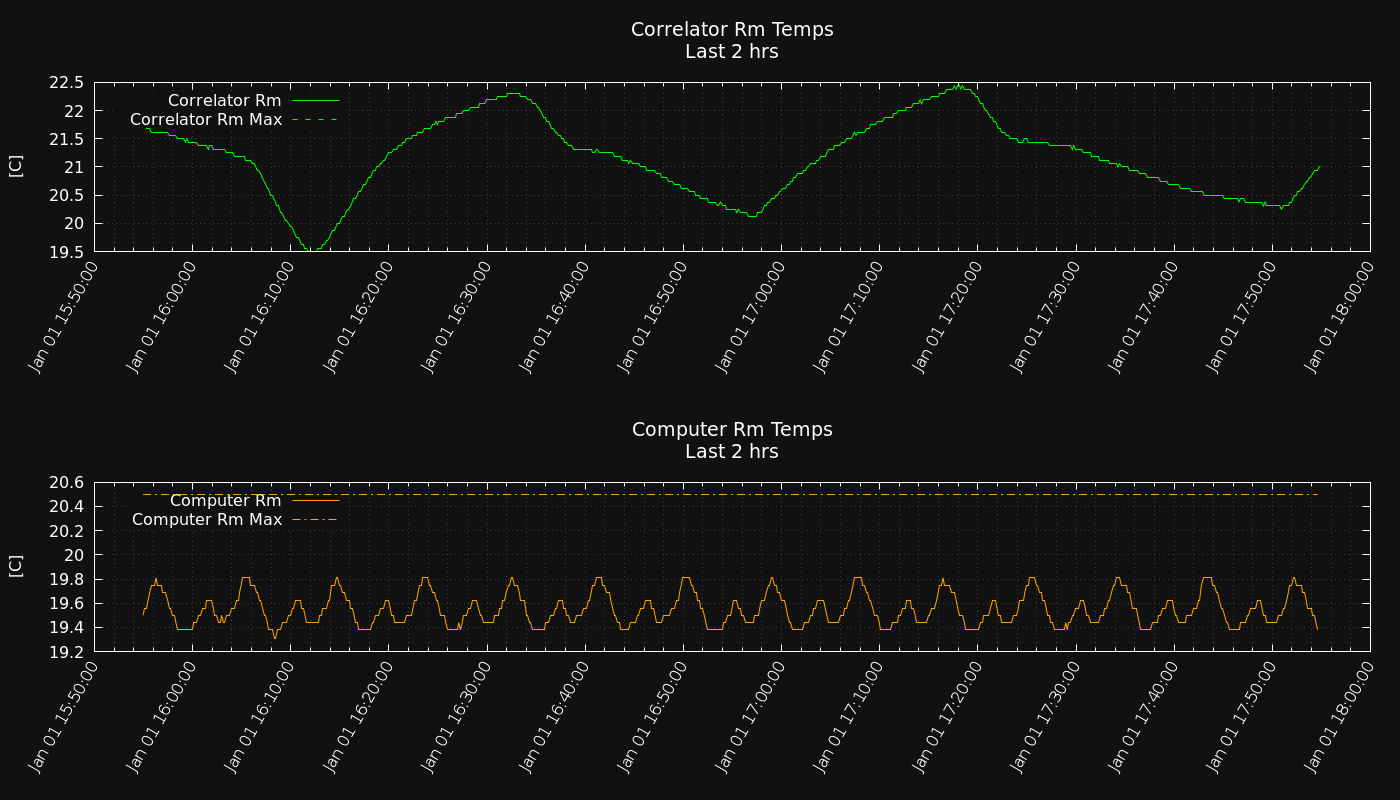 Correlator Rm Temps
Last 2 hrs
22.5
22
21.5
21
20.5
20
19.5
[C]
Correlator Rm
Correlator Rm Max
Jan 01 15:50:00
Jan 01 16:00:00
Jan 01 16:10:00
Jan 01 16:20:00
Jan 01 16:30:00
Jan 01 16:40:00
Jan 01 16:50:00
Jan 01 17:00:00
Jan 01 17:10:00
Jan 01 17:20:00
Jan 01 17:30:00
Jan 01 17:40:00
Jan 01 17:50:00
Jan 01 18:00:00
Computer Rm Temps
Last 2 hrs
20.6
20.4
20.2
20
19.8
19.6
19.4
19.2
[C]
Computer Rm
Computer Rm Max
Jan 01 15:50:00
Jan 01 16:00:00
Jan 01 16:10:00
Jan 01 16:20:00
Jan 01 16:30:00
Jan 01 16:40:00
Jan 01 16:50:00
Jan 01 17:00:00
Jan 01 17:10:00
Jan 01 17:20:00
Jan 01 17:30:00
Jan 01 17:40:00
Jan 01 17:50:00
Jan 01 18:00:00